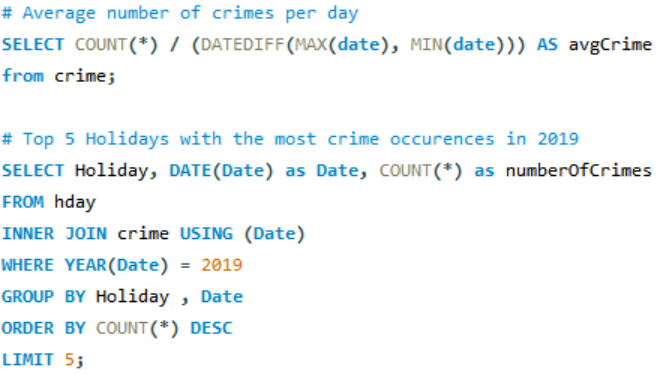 # Average number of crimes per day
SELECT COUNT(*) / (DATEDIFF(MAX(date), MIN(date))) AS avgCrime
from crime;
# Top 5 Holidays with the most crime occurences in 2019
SELECT Holiday, DATE(Date) as Date, COUNT(*) as numberOfCrimes
FROM hday
INNER JOIN crime USING (Date)
WHERE YEAR(Date) = 2019
GROUP BY Holiday , Date
ORDER BY COUNT(*) DESC
LIMIT 5;